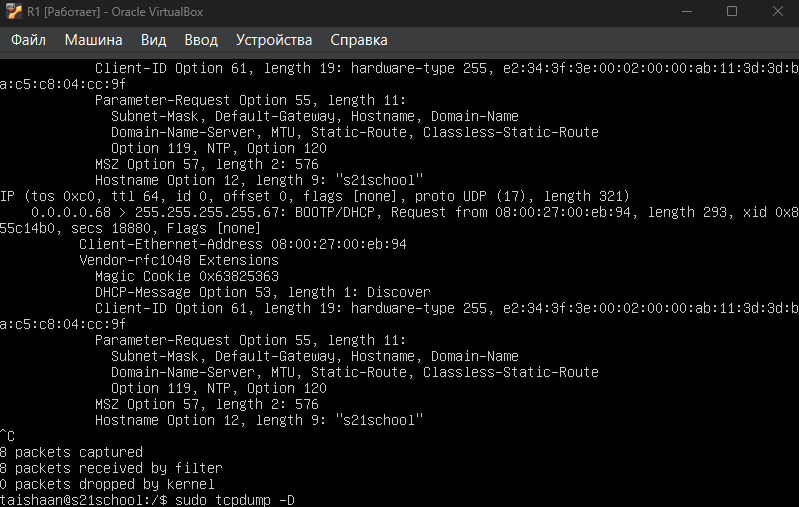 R1 [Работает] - Oracle VirtualBox
Файл Машина Вид Ввод Устройства Справка
Client-ID Option 61, length 19: hardware-type 255, e2:34:3f:3e:00:02:00:00:ab:11:3d:3d:b
a:c5:c8:04:cc:9f
Parameter-Request Option 55, length 11:
Subnet-Mask, Default-Gateway, Hostname, Domain-Name
Domain-Name-Server, MTU, Static-Route, Classless-Static-Route
Option 119, NTP, Option 120
MSZ Option 57, length 2: 576
Hostname Option 12, length 9: "s21school"
IP (tos 0xc0, ttl 64, id 0, offset 0, flags [none], proto UDP (17), length 321)
0.0.0.0.68 > 255.255.255.255.67: BOOTP/DHCP, Request from 08:00:27:00:eb:94, length 293, xid 0x8
55c14b0, secs 18880, Flags [none]
Client-Ethernet-Address 08:00:27:00:eb:94
Vendor-rfc1048 Extensions
Magic Cookie 0x63825363
DHCP-Message Option 53, length 1: Discover
Client-ID Option 61, length 19: hardware-type 255, e2:34:3f:3e:00:02:00:00:ab:11:3d:3d:b
a:c5:c8:04:cc:9f
Parameter-Request Option 55, length 11:
Subnet-Mask, Default-Gateway, Hostname, Domain-Name
Domain-Name-Server, MTU, Static-Route, Classless-Static-Route
Option 119, NTP, Option 120
MSZ Option 57, length 2: 576
Hostname Option 12, length 9: "s21school"
^C
8 packets captured
8 packets received by filter
0 packets dropped by kernel
taishaan@s21school:/$ sudo tcpdump -D